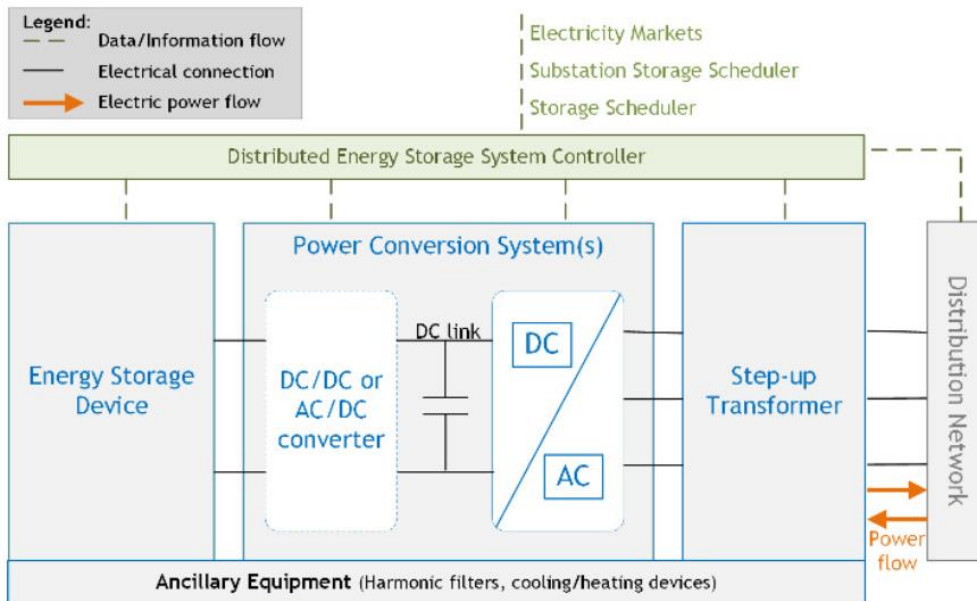 Legend:
Data/Information flow
Electrical connection
Electric power flow
Electricity Markets
Substation Storage Scheduler
Storage Scheduler
Distributed Energy Storage System Controller
Power Conversion System(s)
Energy Storage
Device
DC/DC or
AC/DC
converter
DC link
DC
AC
Step-up
Transformer
Distribution Network
Power
flow
Ancillary Equipment (Harmonic filters, cooling/heating devices)